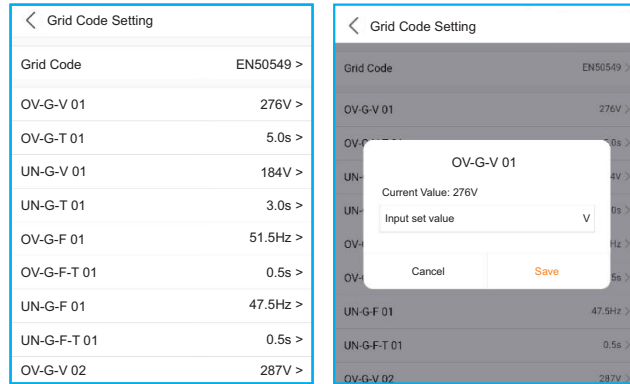 Grid Code Setting
Grid Code EN50549 >
OV-G-V 01 276V >
OV-G-T 01 5.0s >
UN-G-V 01 184V >
UN-G-T 01 3.0s >
OV-G-F 01 51.5Hz >
OV-G-F-T 01 0.5s >
UN-G-F 01 47.5Hz >
UN-G-F-T 01 0.5s >
OV-G-V 02 287V >
Grid Code Setting
Grid Code EN50549 >
OV-G-V 01 276V >
OV-G-V 01
Current Value: 276V
Input set value V
Cancel Save
UN-G-F 01 47.5Hz >
UN-G-F-T 01 0.5s >
OV-G-V 02 287V >